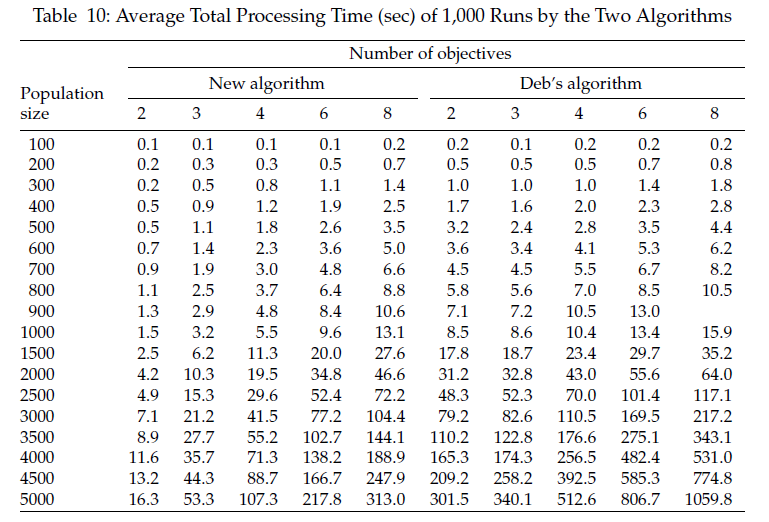 Table 10: Average Total Processing Time (sec) of 1,000 Runs by the Two Algorithms
Number of objectives
New algorithm Deb's algorithm
Population
size 2 3 4 6 8 2 3 4 6 8
100 0.1 0.1 0.1 0.1 0.2 0.2 0.1 0.2 0.2 0.2
200 0.2 0.3 0.3 0.5 0.7 0.5 0.5 0.5 0.7 0.8
300 0.2 0.5 0.8 1.1 1.4 1.0 1.0 1.0 1.4 1.8
400 0.5 0.9 1.2 1.9 2.5 1.7 1.6 2.0 2.3 2.8
500 0.5 1.1 1.8 2.6 3.5 3.2 2.4 2.8 3.5 4.4
600 0.7 1.4 2.3 3.6 5.0 3.6 3.4 4.1 5.3 6.2
700 0.9 1.9 3.0 4.8 6.6 4.5 4.5 5.5 6.7 8.2
800 1.1 2.5 3.7 6.4 8.8 5.8 5.6 7.0 8.5 10.5
900 1.3 2.9 4.8 8.4 10.6 7.1 7.2 10.5 13.0
1000 1.5 3.2 5.5 9.6 13.1 8.5 8.6 10.4 13.4 15.9
1500 2.5 6.2 11.3 20.0 27.6 17.8 18.7 23.4 29.7 35.2
2000 4.2 10.3 19.5 34.8 46.6 31.2 32.8 43.0 55.6 64.0
2500 4.9 15.3 29.6 52.4 72.2 48.3 52.3 70.0 101.4 117.1
3000 7.1 21.2 41.5 77.2 104.4 79.2 82.6 110.5 169.5 217.2
3500 8.9 27.7 55.2 102.7 144.1 110.2 122.8 176.6 275.1 343.1
4000 11.6 35.7 71.3 138.2 188.9 165.3 174.3 256.5 482.4 531.0
4500 13.2 44.3 88.7 166.7 247.9 209.2 258.2 392.5 585.3 774.8
5000 16.3 53.3 107.3 217.8 313.0 301.5 340.1 512.6 806.7 1059.8